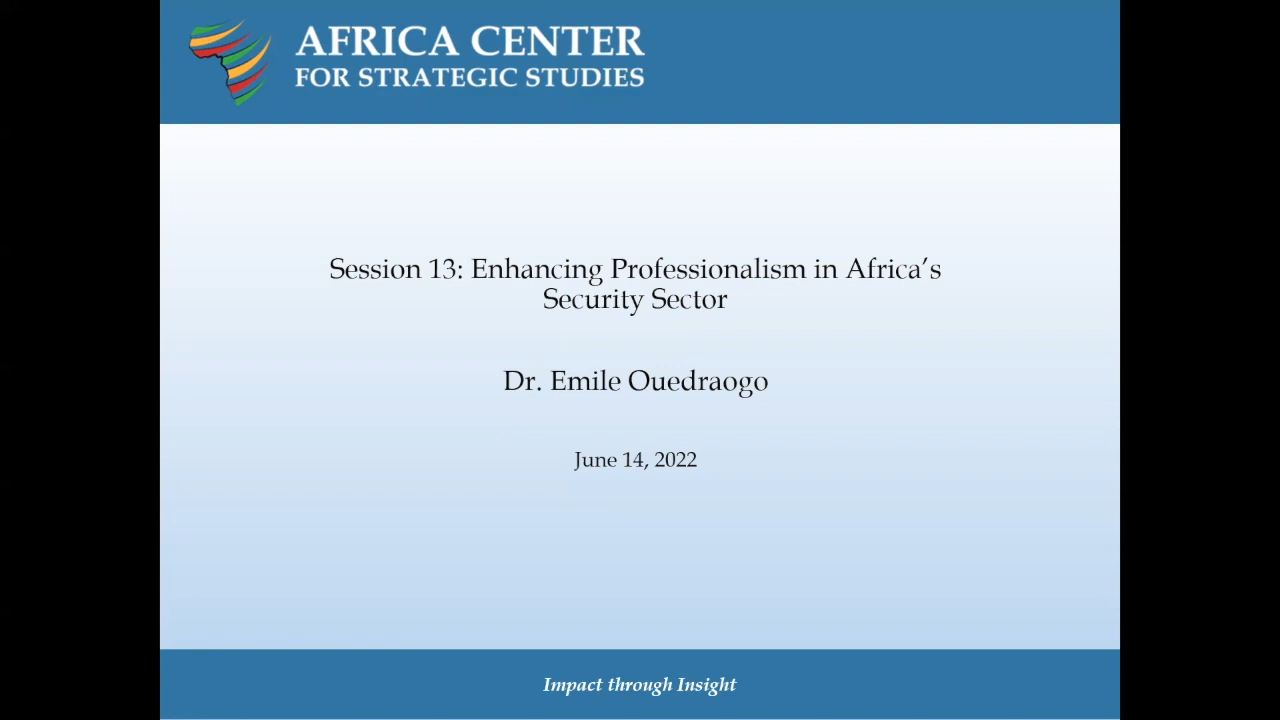 AFRICA CENTER
FOR STRATEGIC STUDIES
Session 13: Enhancing Professionalism in Africa’s
Security Sector
Dr. Emile Ouedraogo
June 14, 2022
Impact through Insight